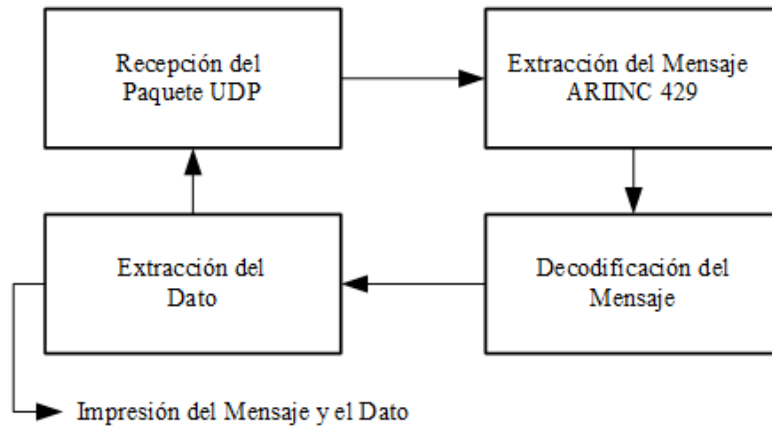 Recepción del
Paquete UDP
Extracción del Mensaje
ARIINC 429
Extracción del
Dato
Decodificación del
Mensaje
Impresión del Mensaje y el Dato